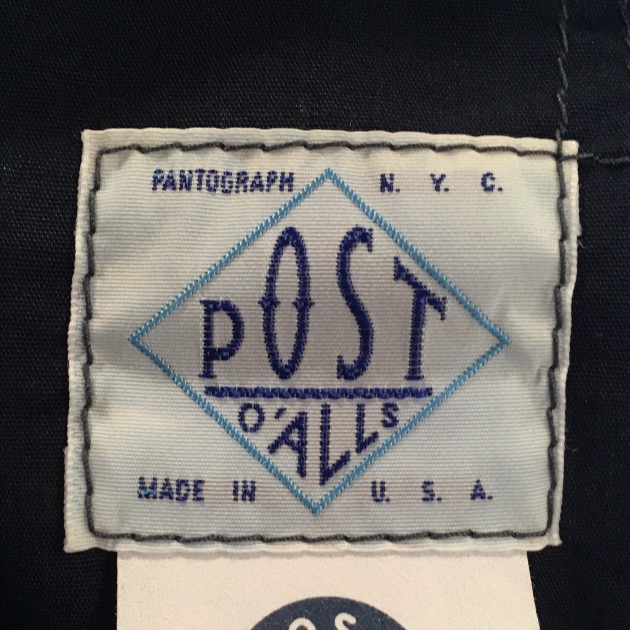 PANTOGRAPH N. Y. C.
POST
O'ALLS
MADE IN U. S. A.